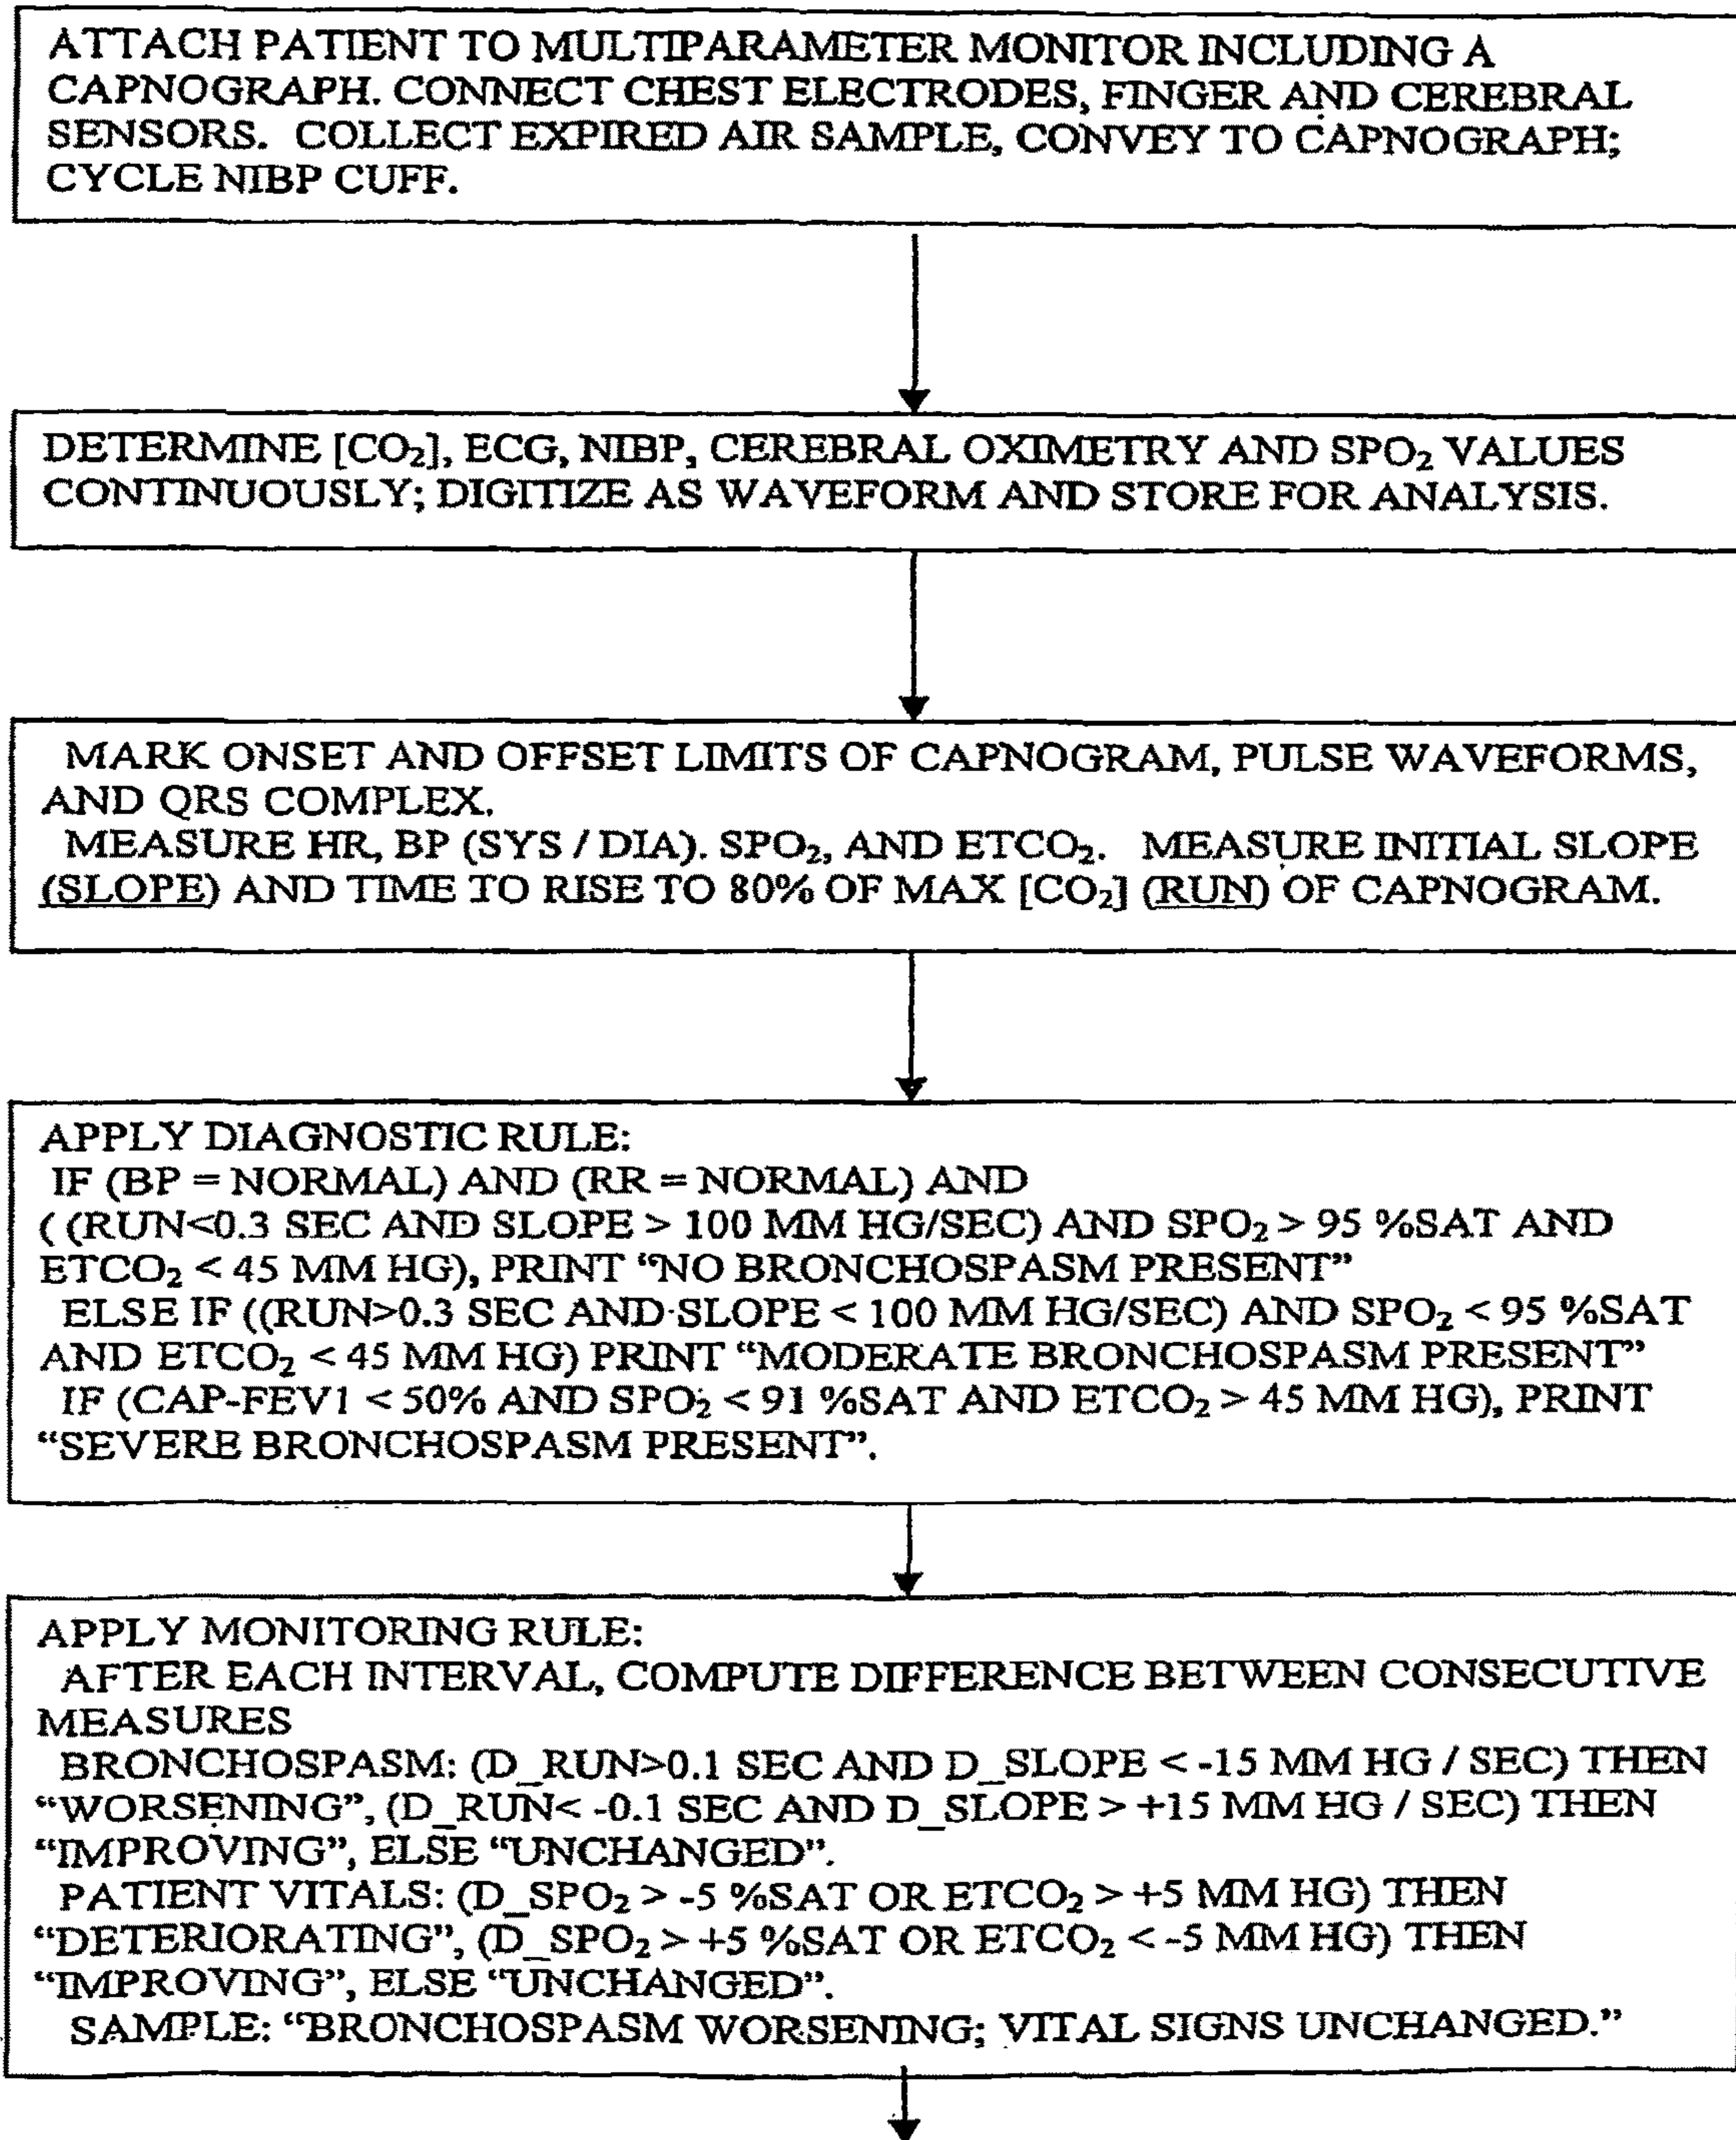 ATTACH PATIENT TO MULTIPARAMETER MONITOR INCLUDING A
CAPNOGRAPH. CONNECT CHEST ELECTRODES, FINGER AND CEREBRAL
SENSORS. COLLECT EXPIRED AIR SAMPLE, CONVEY TO CAPNOGRAPH;
CYCLE NIBP CUFF.
DETERMINE [CO₂], ECG, NIBP, CEREBRAL OXIMETRY AND SPO₂ VALUES
CONTINUOUSLY; DIGITIZE AS WAVEFORM AND STORE FOR ANALYSIS.
MARK ONSET AND OFFSET LIMITS OF CAPNOGRAM, PULSE WAVEFORMS,
AND QRS COMPLEX.
MEASURE HR, BP (SYS / DIA). SPO₂, AND ETCO₂. MEASURE INITIAL SLOPE
(SLOPE) AND TIME TO RISE TO 80% OF MAX [CO₂] (RUN) OF CAPNOGRAM.
APPLY DIAGNOSTIC RULE:
IF (BP = NORMAL) AND (RR = NORMAL) AND
( (RUN<0.3 SEC AND SLOPE > 100 MM HG/SEC) AND SPO₂ > 95 %SAT AND
ETCO₂ < 45 MM HG), PRINT “NO BRONCHOSPASM PRESENT”
ELSE IF ((RUN>0.3 SEC AND SLOPE < 100 MM HG/SEC) AND SPO₂ < 95 %SAT
AND ETCO₂ < 45 MM HG) PRINT “MODERATE BRONCHOSPASM PRESENT”
IF (CAP-FEV1 < 50% AND SPO₂ < 91 %SAT AND ETCO₂ > 45 MM HG), PRINT
“SEVERE BRONCHOSPASM PRESENT”.
APPLY MONITORING RULE:
AFTER EACH INTERVAL, COMPUTE DIFFERENCE BETWEEN CONSECUTIVE
MEASURES
BRONCHOSPASM: (D_RUN>0.1 SEC AND D_SLOPE < -15 MM HG / SEC) THEN
“WORSENING”, (D_RUN< -0.1 SEC AND D_SLOPE > +15 MM HG / SEC) THEN
“IMPROVING”, ELSE “UNCHANGED”.
PATIENT VITALS: (D_SPO₂ > -5 %SAT OR ETCO₂ > +5 MM HG) THEN
“DETERIORATING”, (D_SPO₂ > +5 %SAT OR ETCO₂ < -5 MM HG) THEN
“IMPROVING”, ELSE “UNCHANGED”.
SAMPLE: “BRONCHOSPASM WORSENING; VITAL SIGNS UNCHANGED.”